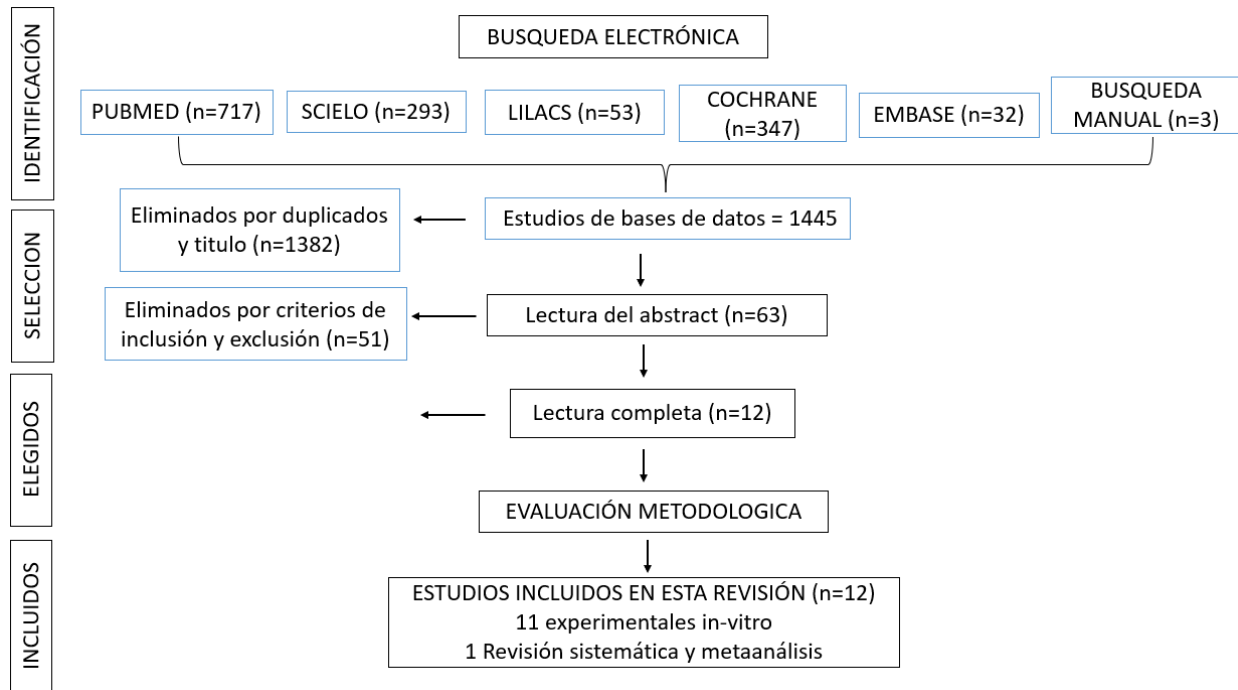 IDENTIFICACIÓN
BUSQUEDA ELECTRÓNICA
PUBMED (n=717)
SCIELO (n=293)
LILACS (n=53)
COCHRANE
(n=347)
EMBASE (n=32)
BUSQUEDA
MANUAL (n=3)
SELECCION
Eliminados por duplicados
y titulo (n=1382)
Estudios de bases de datos = 1445
Eliminados por criterios de
inclusión y exclusión (n=51)
Lectura del abstract (n=63)
ELEGIDOS
Lectura completa (n=12)
EVALUACIÓN METODOLOGICA
INCLUIDOS
ESTUDIOS INCLUIDOS EN ESTA REVISIÓN (n=12)
11 experimentales in-vitro
1 Revisión sistemática y metaanálisis